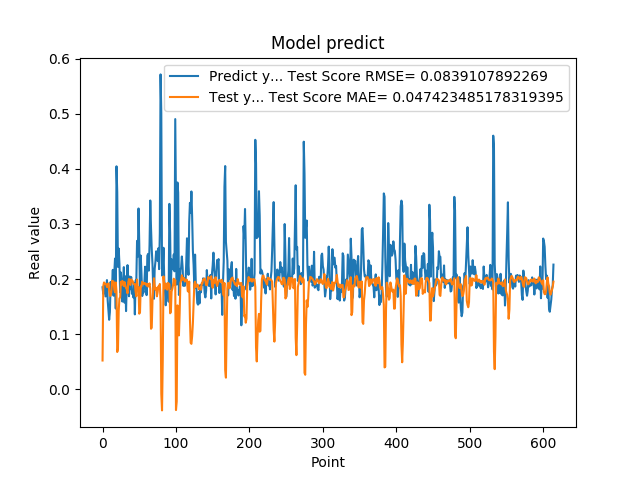 Model predict
Predict y... Test Score RMSE= 0.0839107892269
Test y... Test Score MAE= 0.047423485178319395
0.6
0.5
0.4
0.3
0.2
0.1
0.0
Real value
0 100 200 300 400 500 600
Point